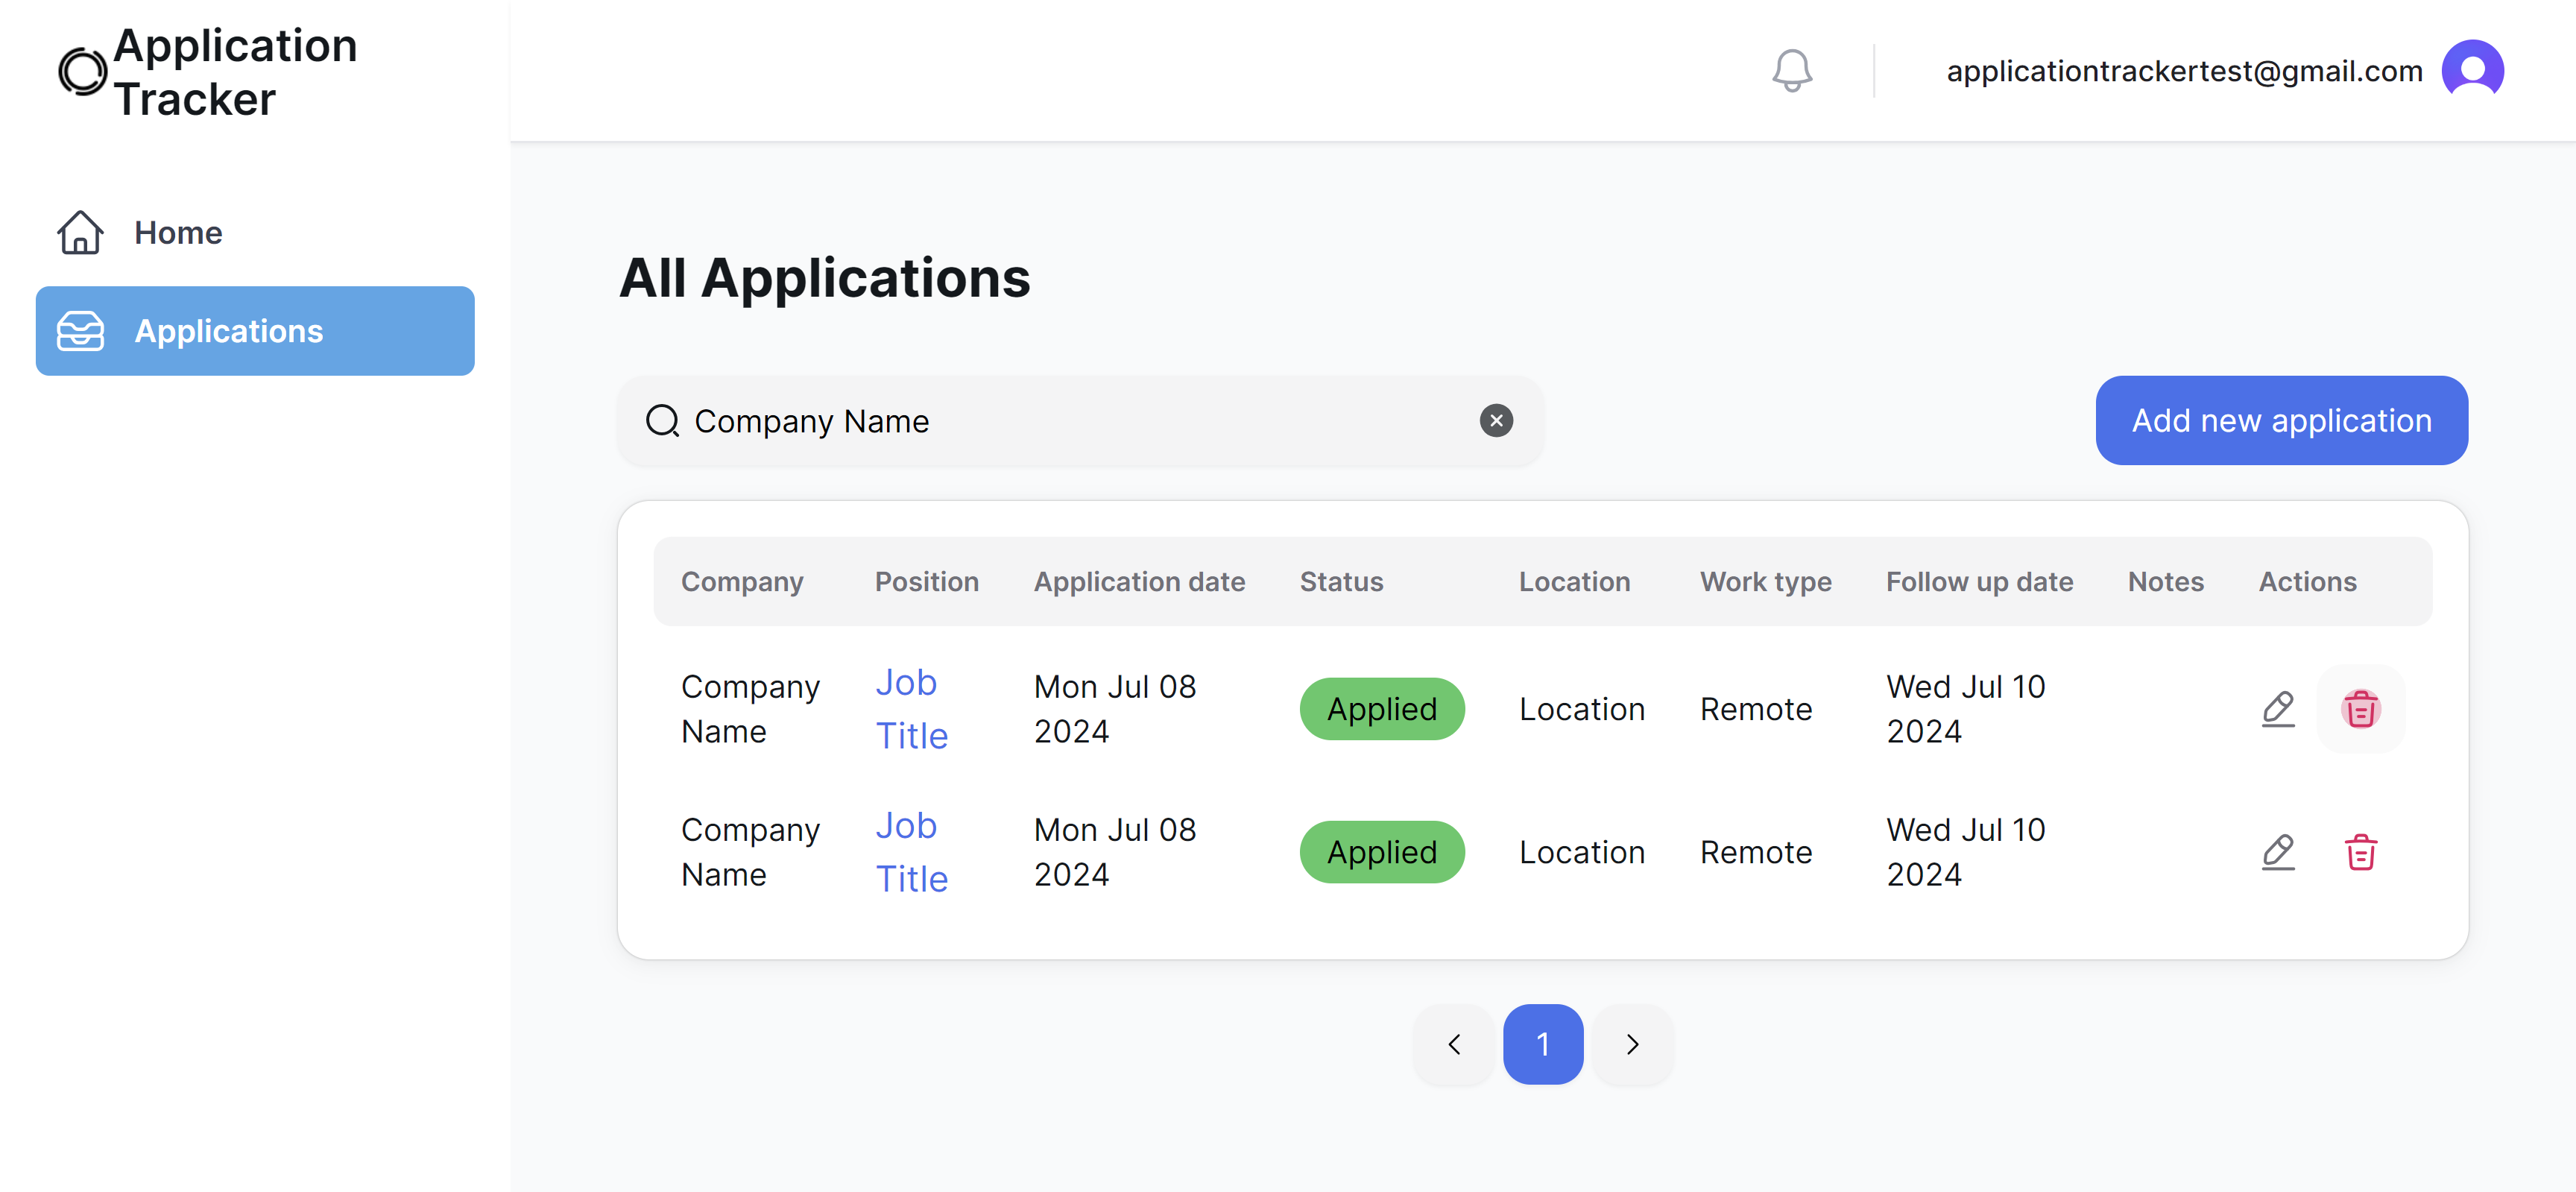 Application
Tracker
applicationtrackertest@gmail.com
Home
Applications
All Applications
Company Name
Add new application
Company Position Application date Status Location Work type Follow up date Notes Actions
Company Name Job Title Mon Jul 08 2024 Applied Location Remote Wed Jul 10 2024
Company Name Job Title Mon Jul 08 2024 Applied Location Remote Wed Jul 10 2024
1